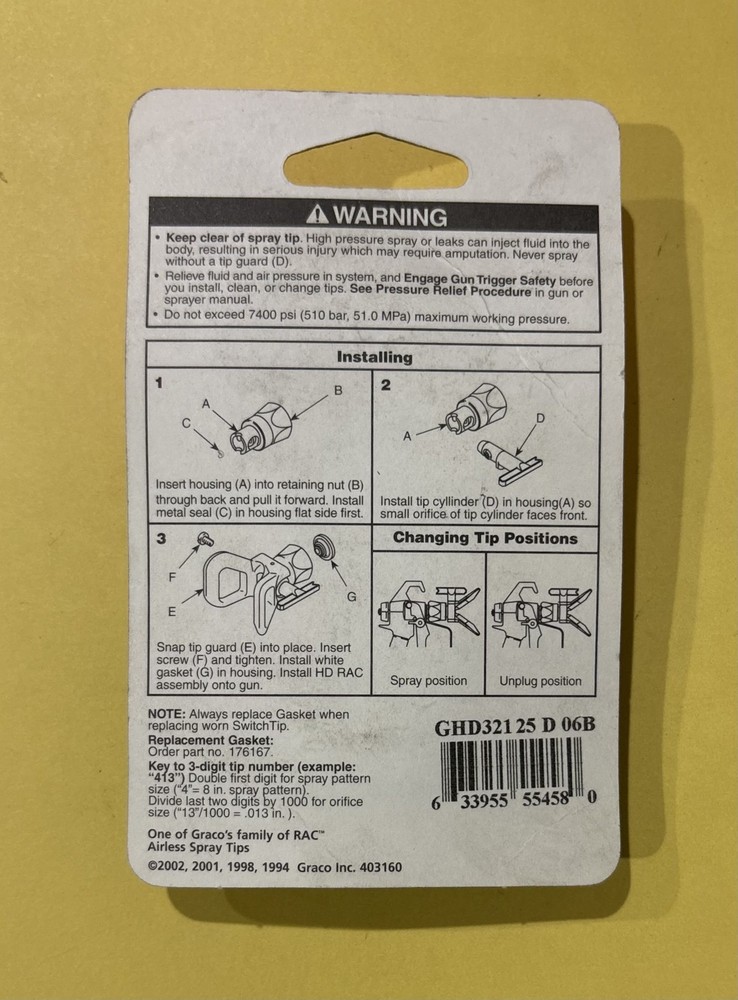 WARNING
• Keep clear of spray tip. High pressure spray or leaks can inject fluid into the
body, resulting in serious injury which may require amputation. Never spray
without a tip guard (D).
• Relieve fluid and air pressure in system, and Engage Gun Trigger Safety before
you install, clean, or change tips. See Pressure Relief Procedure in gun or
sprayer manual.
• Do not exceed 7400 psi (510 bar, 51.0 MPa) maximum working pressure.
Installing
1
A
B
C
Insert housing (A) into retaining nut (B)
through back and pull it forward. Install
metal seal (C) in housing flat side first.
2
A
D
Install tip cyllinder (D) in housing(A) so
small orifice of tip cylinder faces front.
3
F
E
G
Snap tip guard (E) into place. Insert
screw (F) and tighten. Install white
gasket (G) in housing. Install HD RAC
assembly onto gun.
Changing Tip Positions
Spray position
Unplug position
NOTE: Always replace Gasket when
replacing worn SwitchTip.
Replacement Gasket:
Order part no. 176167.
Key to 3-digit tip number (example:
"413") Double first digit for spray pattern
size ("4"= 8 in. spray pattern).
Divide last two digits by 1000 for orifice
size ("13"/1000 = .013 in. ).
One of Graco's family of RAC™
Airless Spray Tips
©2002, 2001, 1998, 1994 Graco Inc. 403160
GHD32125 D 06B
6 33955 55458 0